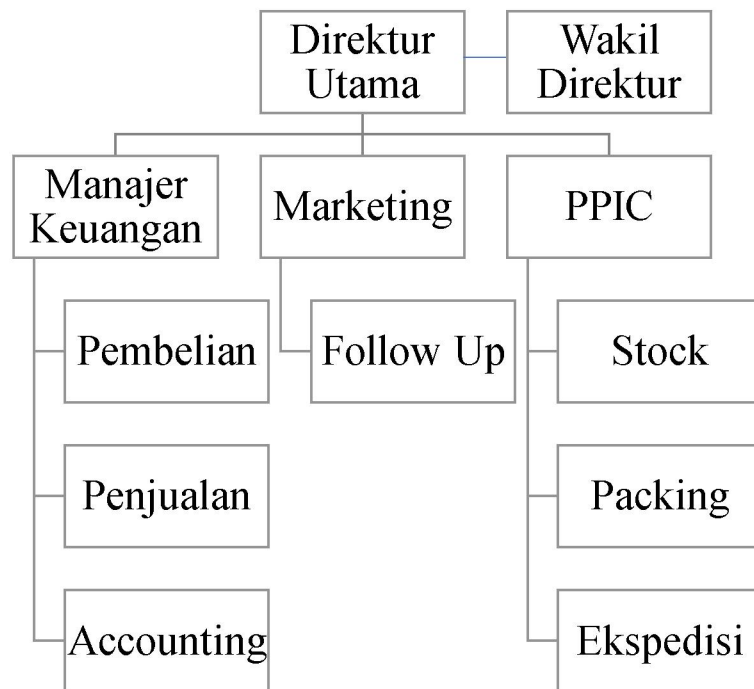 Direktur
Utama
Wakil
Direktur
Manajer
Keuangan
Marketing
PPIC
Pembelian
Follow Up
Stock
Penjualan
Packing
Accounting
Ekspedisi